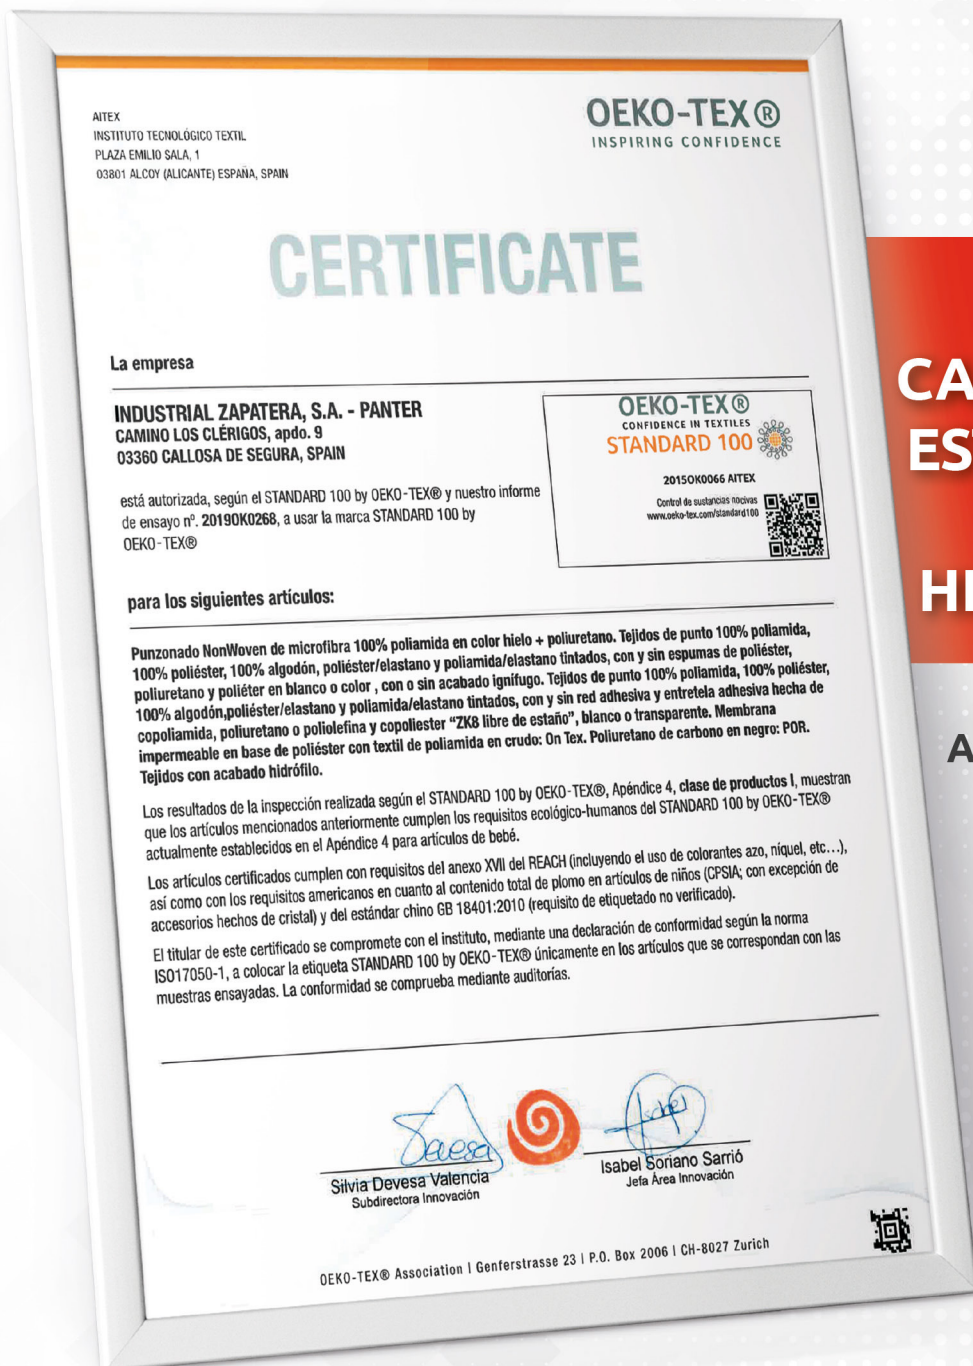 AITEX
INSTITUTO TECNOLÓGICO TEXTIL
PLAZA EMILIO SALA, 1
03801 ALCOY (ALICANTE) ESPAÑA, SPAIN
OEKO-TEX®
INSPIRING CONFIDENCE
CERTIFICATE
La empresa
INDUSTRIAL ZAPATERA, S.A. - PANTER
CAMINO LOS CLÉRIGOS, apdo. 9
03360 CALLOSA DE SEGURA, SPAIN
está autorizada, según el STANDARD 100 by OEKO-TEX® y nuestro informe
de ensayo nº. 2019OK0268, a usar la marca STANDARD 100 by
OEKO-TEX®
OEKO-TEX®
CONFIDENCE IN TEXTILES
STANDARD 100
2015OK0066 AITEX
Control de sustancias nocivas
www.oeko-tex.com/standard100
para los siguientes artículos:
Punzonado NonWoven de microfibra 100% poliamida en color hielo + poliuretano. Tejidos de punto 100% poliamida,
100% poliéster, 100% algodón, poliéster/elastano y poliamida/elastano tintados, con y sin espumas de poliéster,
poliuretano y poliéter en blanco o color , con o sin acabado ignífugo. Tejidos de punto 100% poliamida, 100% poliéster,
100% algodón,poliéster/elastano y poliamida/elastano tintados, con y sin red adhesiva y entretela adhesiva hecha de
copoliamida, poliuretano o poliolefina y copoliester “ZK8 libre de estaño”, blanco o transparente. Membrana
impermeable en base de poliéster con textil de poliamida en crudo: On Tex. Poliuretano de carbono en negro: POR.
Tejidos con acabado hidrófilo.
Los resultados de la inspección realizada según el STANDARD 100 by OEKO-TEX®, Apéndice 4, clase de productos I, muestran
que los artículos mencionados anteriormente cumplen los requisitos ecológico-humanos del STANDARD 100 by OEKO-TEX®
actualmente establecidos en el Apéndice 4 para artículos de bebé.
Los artículos certificados cumplen con requisitos del anexo XVII del REACH (incluyendo el uso de colorantes azo, níquel, etc…),
así como con los requisitos americanos en cuanto al contenido total de plomo en artículos de niños (CPSIA; con excepción de
accesorios hechos de cristal) y del estándar chino GB 18401:2010 (requisito de etiquetado no verificado).
El titular de este certificado se compromete con el instituto, mediante una declaración de conformidad según la norma
ISO17050-1, a colocar la etiqueta STANDARD 100 by OEKO-TEX® únicamente en los artículos que se correspondan con las
muestras ensayadas. La conformidad se comprueba mediante auditorías.
Silvia Devesa Valencia
Subdirectora Innovación
Isabel Soriano Sarrió
Jefa Área Innovación
OEKO-TEX® Association | Genferstrasse 23 | P.O. Box 2006 | CH-8027 Zurich
CA
EST
A